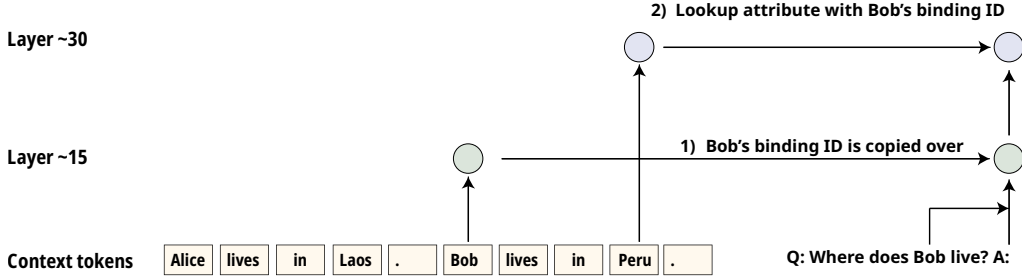 2) Lookup attribute with Bob's binding ID
Layer ~30
1) Bob's binding ID is copied over
Layer ~15
Context tokens Alice lives in Laos . Bob lives in Peru . Q: Where does Bob live? A: